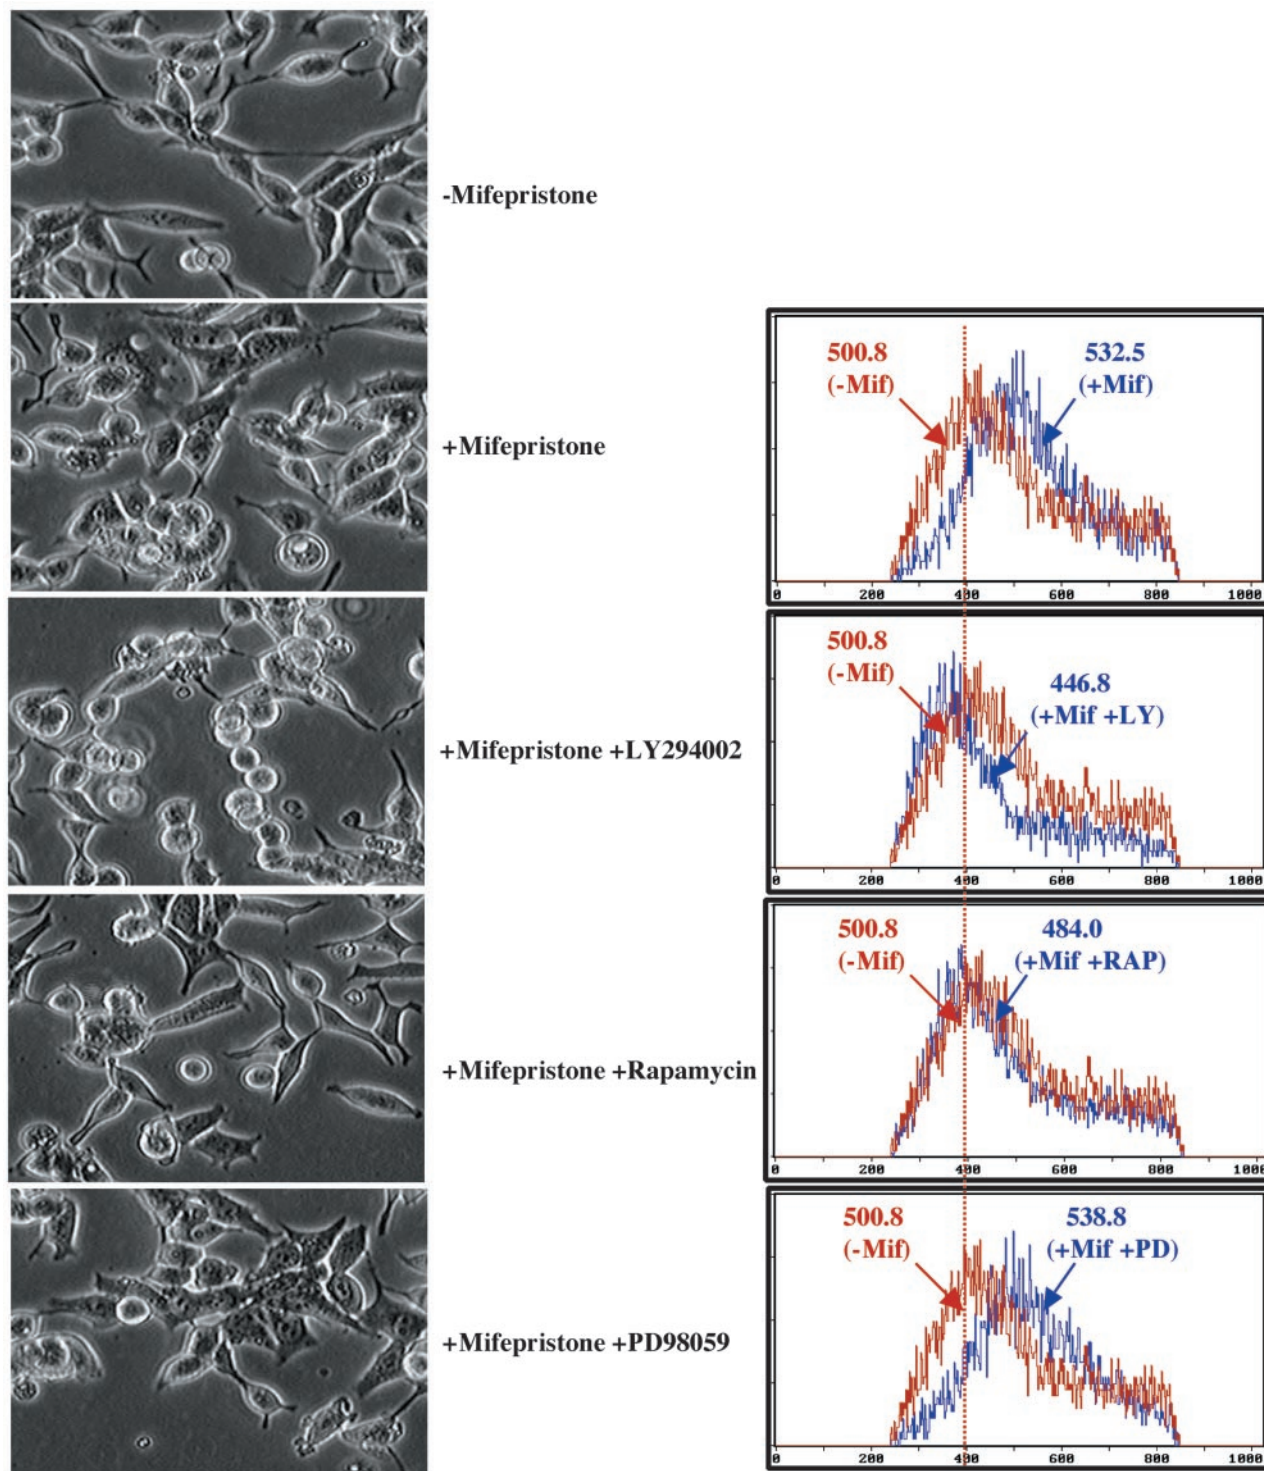 -Mifepristone
+Mifepristone
500.8
(-Mif)
532.5
(+Mif)
0 200 400 600 800 1000
+Mifepristone +LY294002
500.8
(-Mif)
446.8
(+Mif +LY)
0 200 400 600 800 1000
+Mifepristone +Rapamycin
500.8
(-Mif)
484.0
(+Mif +RAP)
0 200 400 600 800 1000
+Mifepristone +PD98059
500.8
(-Mif)
538.8
(+Mif +PD)
0 200 400 600 800 1000